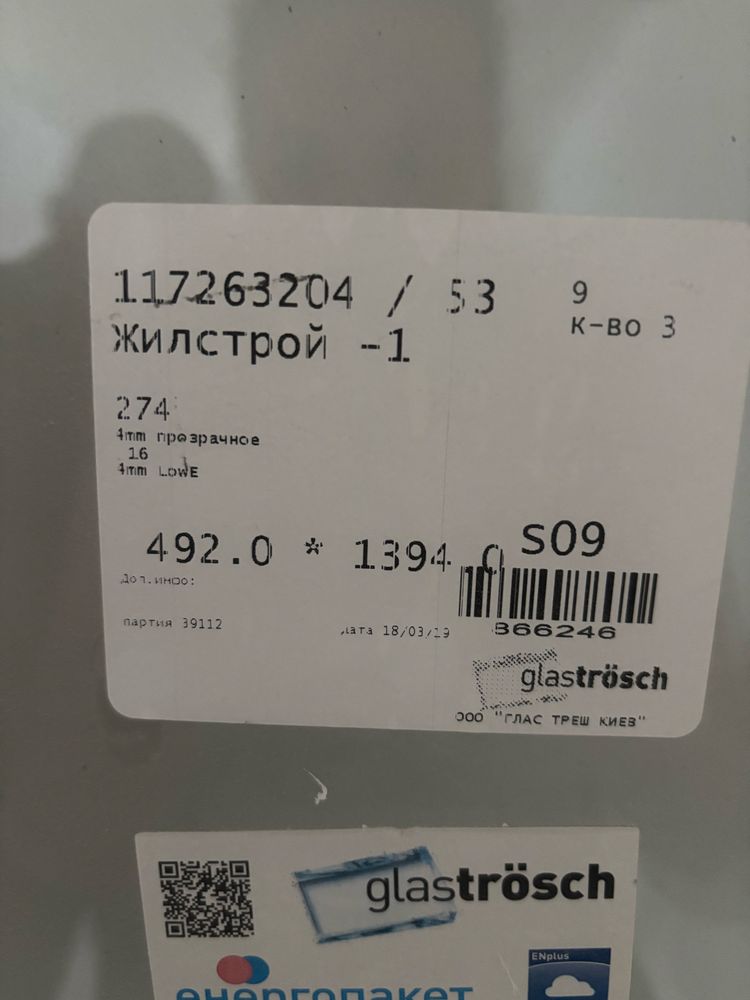 117263204 / 53
9
Жилстрой -1
К-во 3
274
4mm прозрачное
16
4mm LowE
492.0 * 1394.0
S09
Доп.инфо:
партия 39112
дата 18/03/19
866246
glaströsch
ООО "ГЛАС ТРЕШ КИЕВ"
glaströsch
ENplus
енергопакет